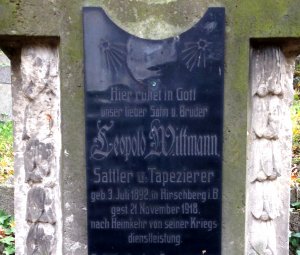 Hier ruhet in Gott
unser lieber Sohn u. Bruder
Leopold Wittmann,
Sattler u. Tapezierer
geb. 3. Juli 1892, in Hirschberg i. B.
gest. 21. November 1918,
nach Heimkehr von seiner Kriegs
dienstleistung.